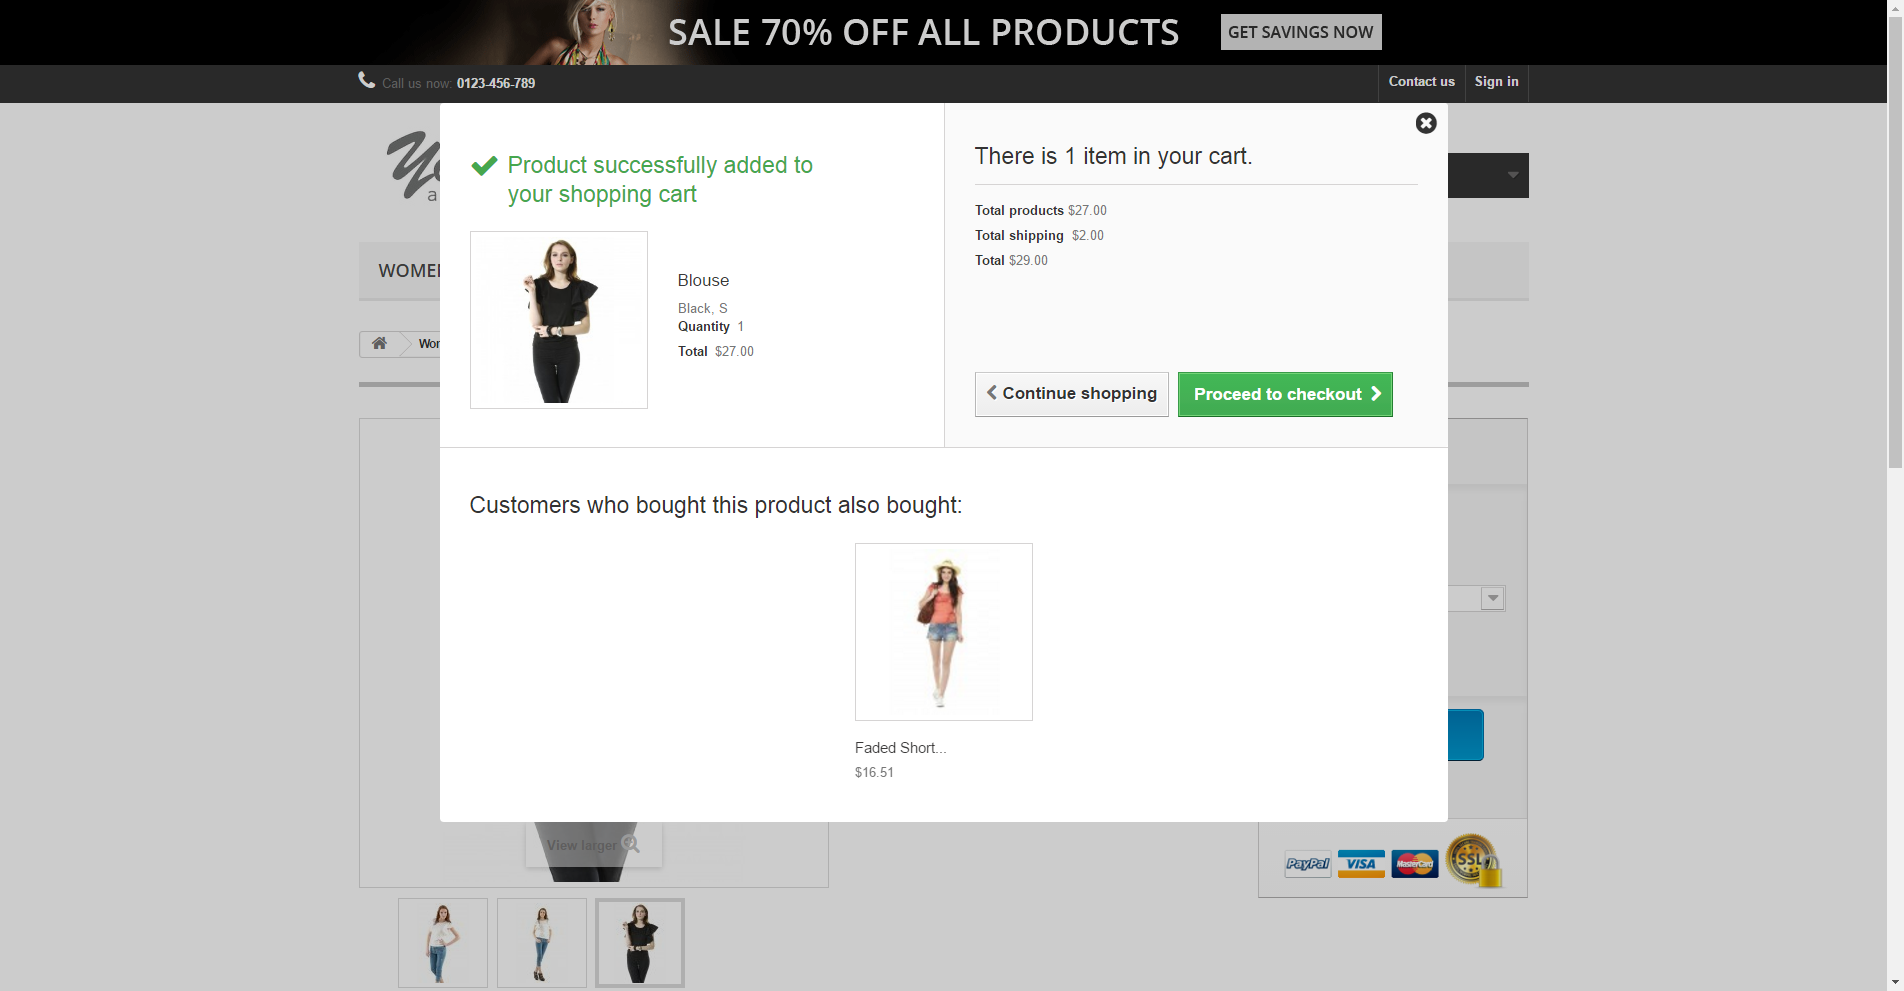 SALE 70% OFF ALL PRODUCTS
GET SAVINGS NOW
Call us now: 0123-456-789
Contact us
Sign in
Product successfully added to
your shopping cart
Blouse
Black, S
Quantity 1
Total $27.00
There is 1 item in your cart.
Total products $27.00
Total shipping $2.00
Total $29.00
Continue shopping
Proceed to checkout
Customers who bought this product also bought:
Faded Short...
$16.51
View larger
PayPal
VISA
MasterCard
SSL